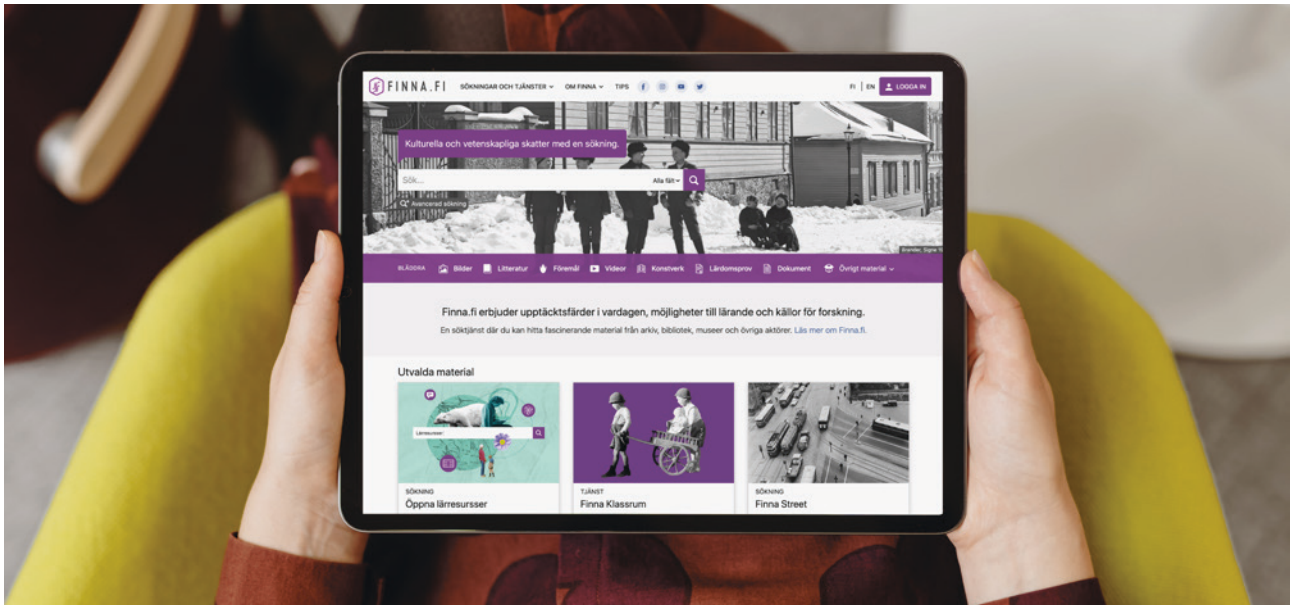 FINNA.FI SÖKNINGAR OCH TJÄNSTER OM FINNA TIPS FI | EN LOGGA IN
Kulturella och vetenskapliga skatter med en sökning.
Sök... Alla fält
Avancerad sökning
Brander, Signe
BLÄDDRA Bilder Litteratur Föremål Videor Konstverk Lärdomsprov Dokument Övrigt material
Finna.fi erbjuder upptäcktsfärder i vardagen, möjligheter till lärande och källor för forskning.
En söktjänst där du kan hitta fascinerande material från arkiv, bibliotek, museer och övriga aktörer. Läs mer om Finna.fi.
Utvalda material
Lärresursser
SÖKNING
Öppna lärresursser
TJÄNST
Finna Klassrum
SÖKNING
Finna Street